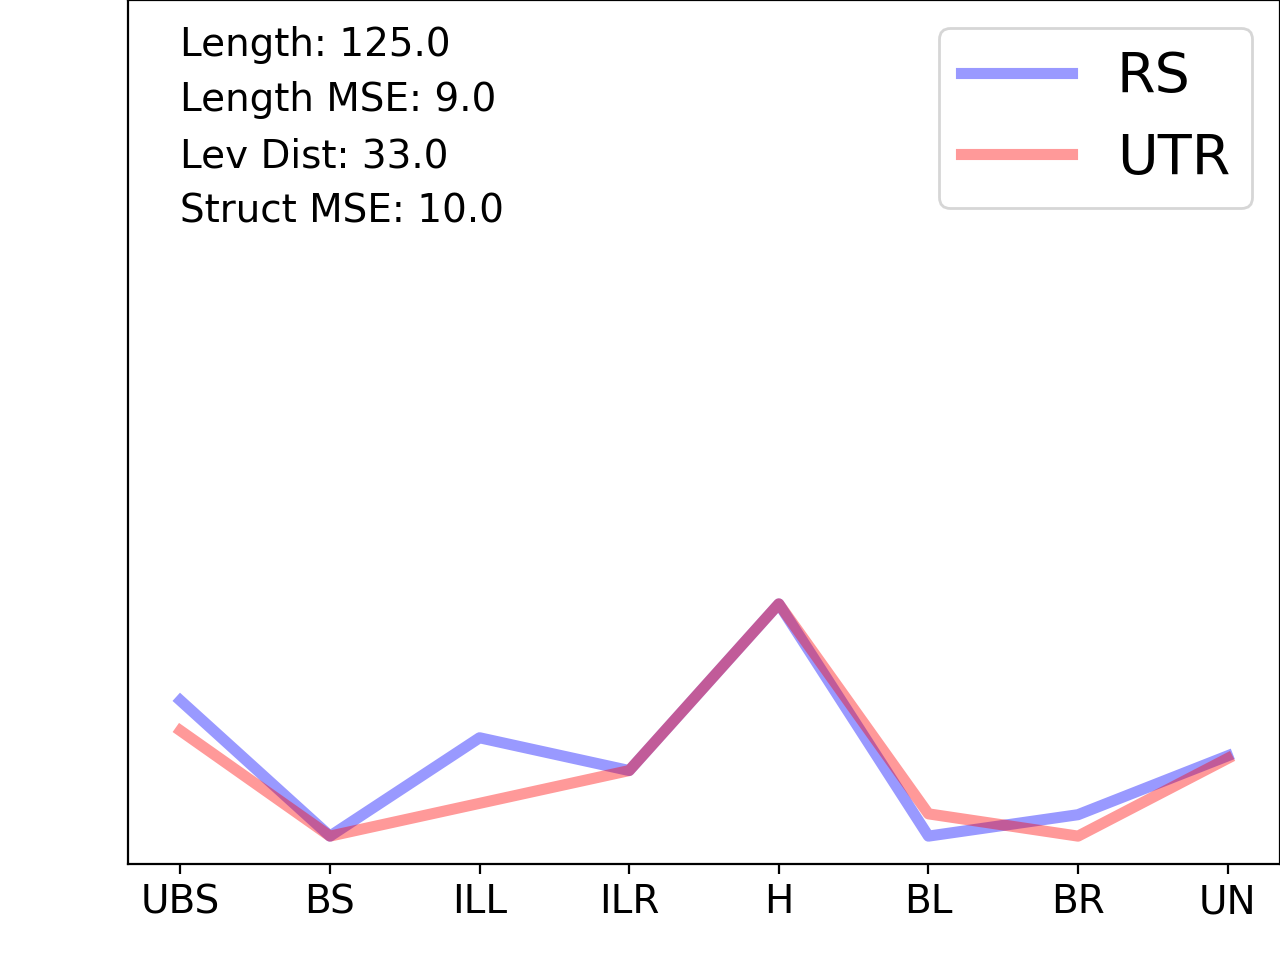 Length: 125.0
Length MSE: 9.0
Lev Dist: 33.0
Struct MSE: 10.0
RS
UTR
UBS BS ILL ILR H BL BR UN